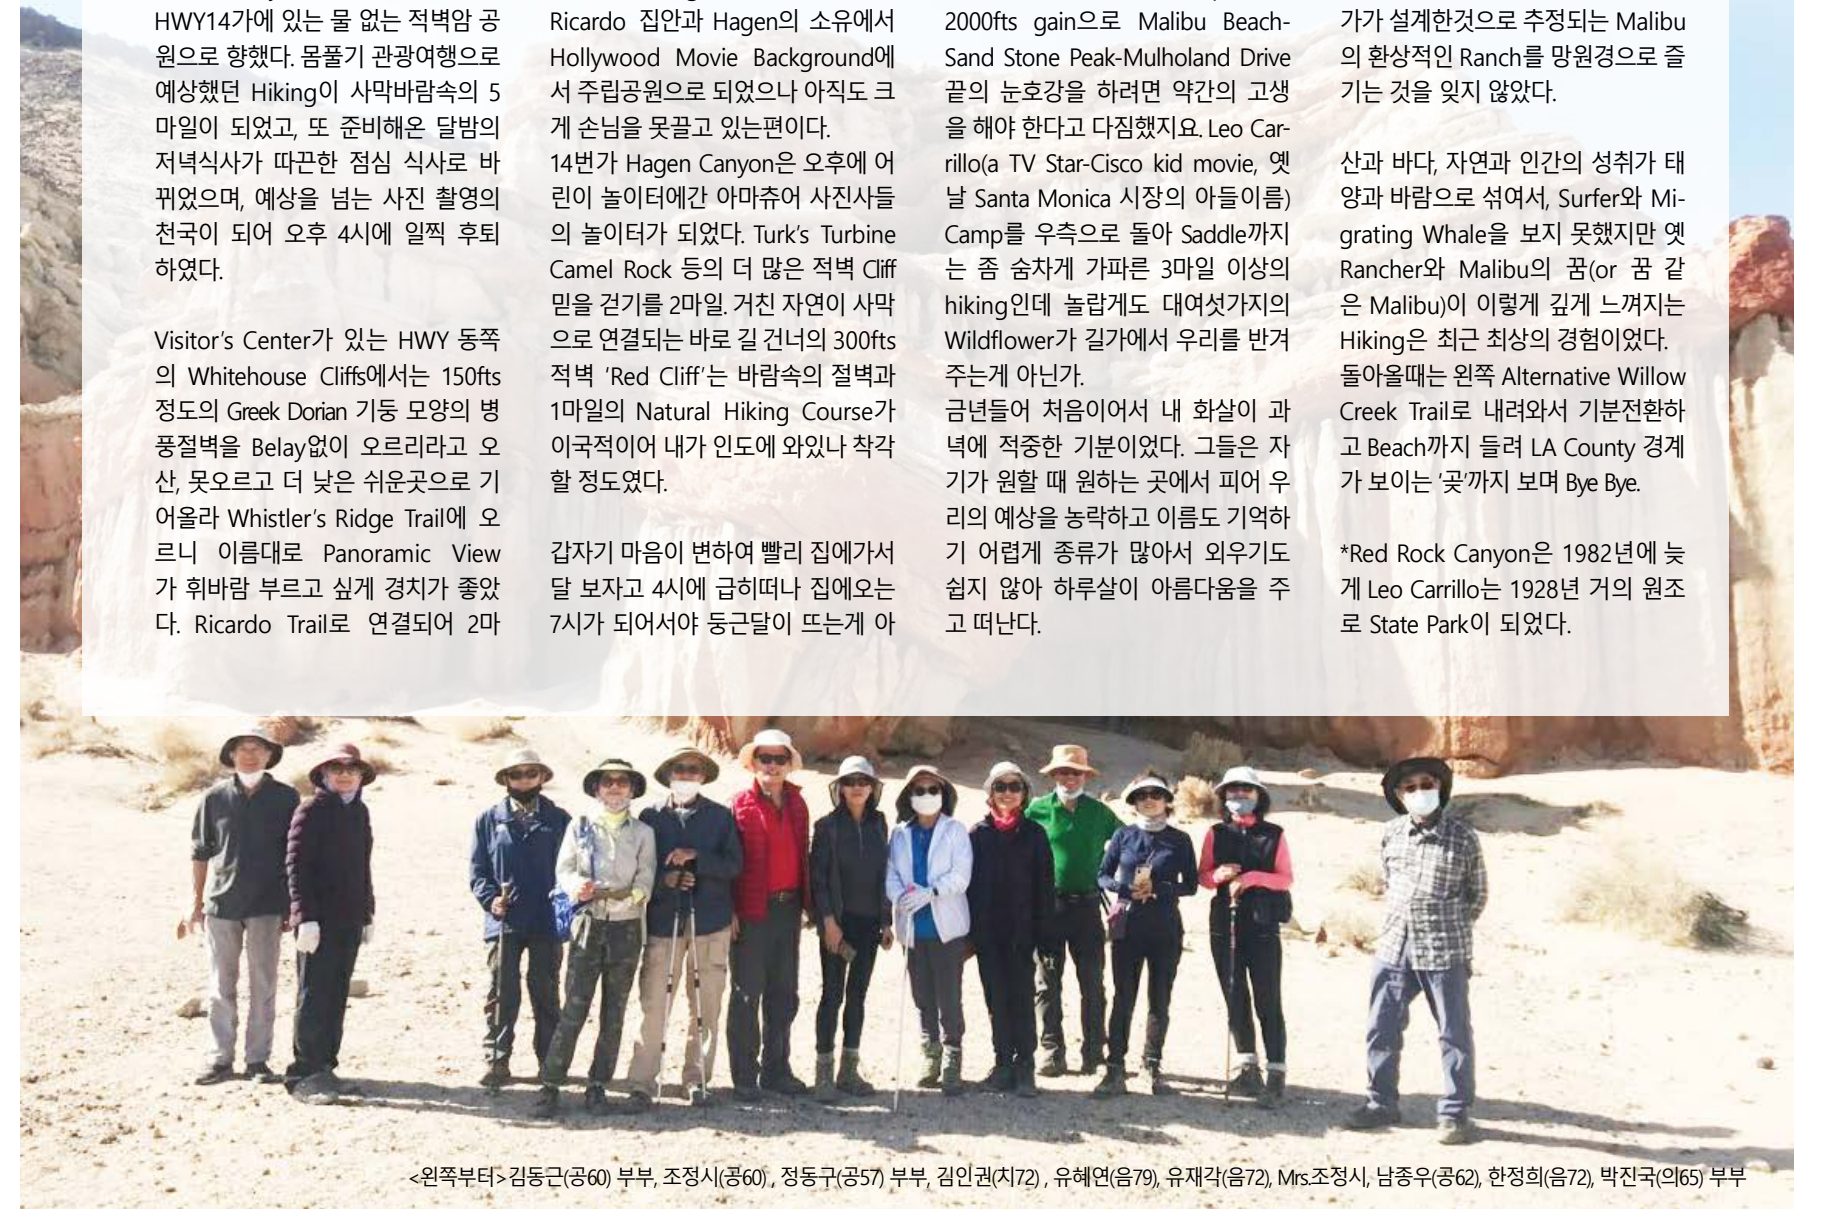 HWY14가에 있는 물 없는 적벽암 공
원으로 향했다. 몸풀기 관광여행으로
예상했던 Hiking이 사막바람속의 5
마일이 되었고, 또 준비해온 달밤의
저녁식사가 따끈한 점심 식사로 바
뀌었으며, 예상을 넘는 사진 촬영의
천국이 되어 오후 4시에 일찍 후퇴
하였다.
Visitor's Center가 있는 HWY 동쪽
의 Whitehouse Cliffs에서는 150fts
정도의 Greek Dorian 기둥 모양의 병
풍절벽을 Belay없이 오르리라고 오
산, 못오르고 더 낮은 쉬운곳으로 기
어올라 Whistler's Ridge Trail에 오
르니 이름대로 Panoramic View
가 휘바람 부르고 싶게 경치가 좋았
다. Ricardo Trail로 연결되어 2마
Ricardo 집안과 Hagen의 소유에서
Hollywood Movie Background에
서 주립공원으로 되었으나 아직도 크
게 손님을 못끌고 있는편이다.
14번가 Hagen Canyon은 오후에 어
린이 놀이터에간 아마츄어 사진사들
의 놀이터가 되었다. Turk's Turbine
Camel Rock 등의 더 많은 적벽 Cliff
믿을 걷기를 2마일. 거친 자연이 사막
으로 연결되는 바로 길 건너의 300fts
적벽 'Red Cliff'는 바람속의 절벽과
1마일의 Natural Hiking Course가
이국적이어 내가 인도에 와있나 착각
할 정도였다.
갑자기 마음이 변하여 빨리 집에가서
달 보자고 4시에 급히떠나 집에오는
7시가 되어서야 둥근달이 뜨는게 아
2000fts gain으로 Malibu Beach-
Sand Stone Peak-Mulholand Drive
끝의 눈호강을 하려면 약간의 고생
을 해야 한다고 다짐했지요. Leo Car-
rillo(a TV Star-Cisco kid movie, 옛
날 Santa Monica 시장의 아들이름)
Camp를 우측으로 돌아 Saddle까지
는 좀 숨차게 가파른 3마일 이상의
hiking인데 놀랍게도 대여섯가지의
Wildflower가 길가에서 우리를 반겨
주는게 아닌가.
금년들어 처음이어서 내 화살이 과
녁에 적중한 기분이었다. 그들은 자
기가 원할 때 원하는 곳에서 피어 우
리의 예상을 농락하고 이름도 기억하
기 어렵게 종류가 많아서 외우기도
쉽지 않아 하루살이 아름다움을 주
고 떠난다.
가가 설계한것으로 추정되는 Malibu
의 환상적인 Ranch를 망원경으로 즐
기는 것을 잊지 않았다.
산과 바다, 자연과 인간의 성취가 태
양과 바람으로 섞여서, Surfer와 Mi-
grating Whale을 보지 못했지만 옛
Rancher와 Malibu의 꿈(or 꿈 같
은 Malibu)이 이렇게 깊게 느껴지는
Hiking은 최근 최상의 경험이었다.
돌아올때는 왼쪽 Alternative Willow
Creek Trail로 내려와서 기분전환하
고 Beach까지 들려 LA County 경계
가 보이는 '곶'까지 보며 Bye Bye.
*Red Rock Canyon은 1982년에 늦
게 Leo Carrillo는 1928년 거의 원조
로 State Park이 되었다.
<왼쪽부터>김동근(공60) 부부, 조정시(공60) , 정동구(공57) 부부, 김인권(치72) , 유혜연(음79), 유재각(음72), Mrs.조정시, 남종우(공62), 한정희(음72), 박진국(의65) 부부